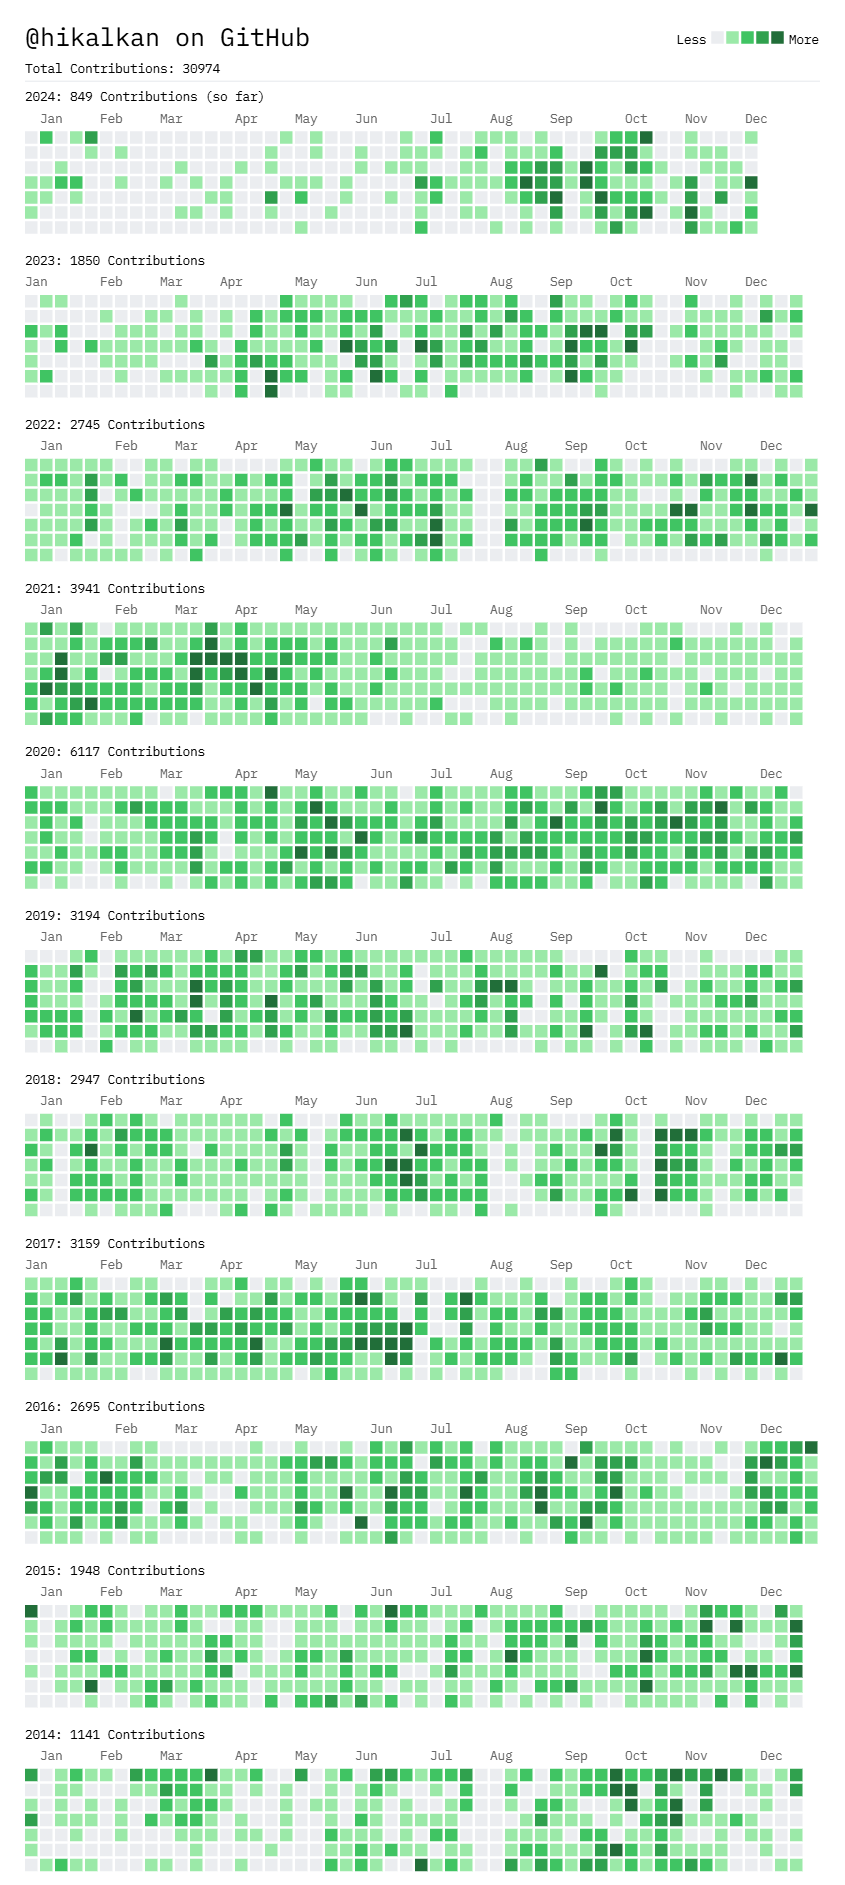 @hikalkan on GitHub
Less More
Total Contributions: 30974
2024: 849 Contributions (so far)
Jan Feb Mar Apr May Jun Jul Aug Sep Oct Nov Dec
2023: 1850 Contributions
Jan Feb Mar Apr May Jun Jul Aug Sep Oct Nov Dec
2022: 2745 Contributions
Jan Feb Mar Apr May Jun Jul Aug Sep Oct Nov Dec
2021: 3941 Contributions
Jan Feb Mar Apr May Jun Jul Aug Sep Oct Nov Dec
2020: 6117 Contributions
Jan Feb Mar Apr May Jun Jul Aug Sep Oct Nov Dec
2019: 3194 Contributions
Jan Feb Mar Apr May Jun Jul Aug Sep Oct Nov Dec
2018: 2947 Contributions
Jan Feb Mar Apr May Jun Jul Aug Sep Oct Nov Dec
2017: 3159 Contributions
Jan Feb Mar Apr May Jun Jul Aug Sep Oct Nov Dec
2016: 2695 Contributions
Jan Feb Mar Apr May Jun Jul Aug Sep Oct Nov Dec
2015: 1948 Contributions
Jan Feb Mar Apr May Jun Jul Aug Sep Oct Nov Dec
2014: 1141 Contributions
Jan Feb Mar Apr May Jun Jul Aug Sep Oct Nov Dec